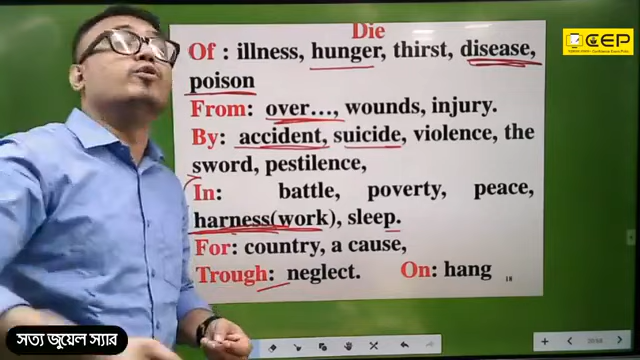 Die
Of : illness, hunger, thirst, disease,
poison
From: over..., wounds, injury.
By: accident, suicide, violence, the
sword, pestilence,
In: battle, poverty, peace,
harness(work), sleep.
For: country, a cause,
Trough: neglect. On: hang
18
CEP
সত্য জুয়েল স্যার